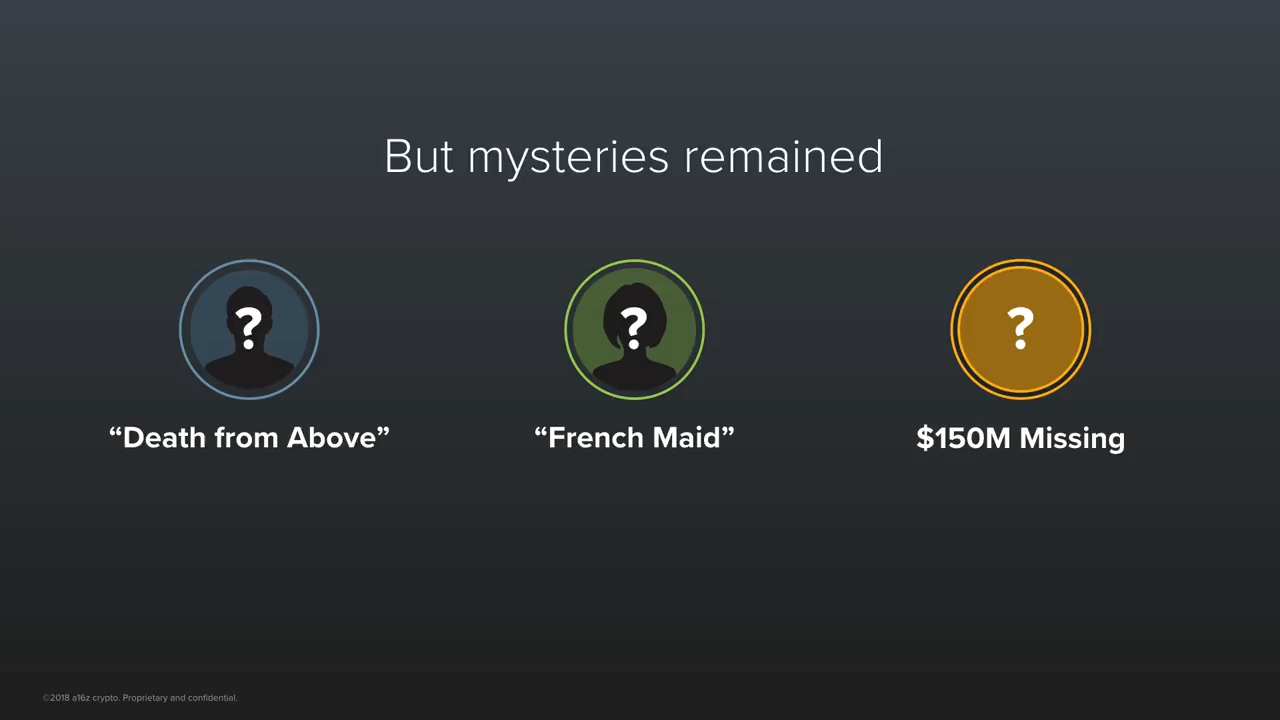 But mysteries remained
?
?
?
“Death from Above”
“French Maid”
$150M Missing
©2018 a16z crypto. Proprietary and confidential.